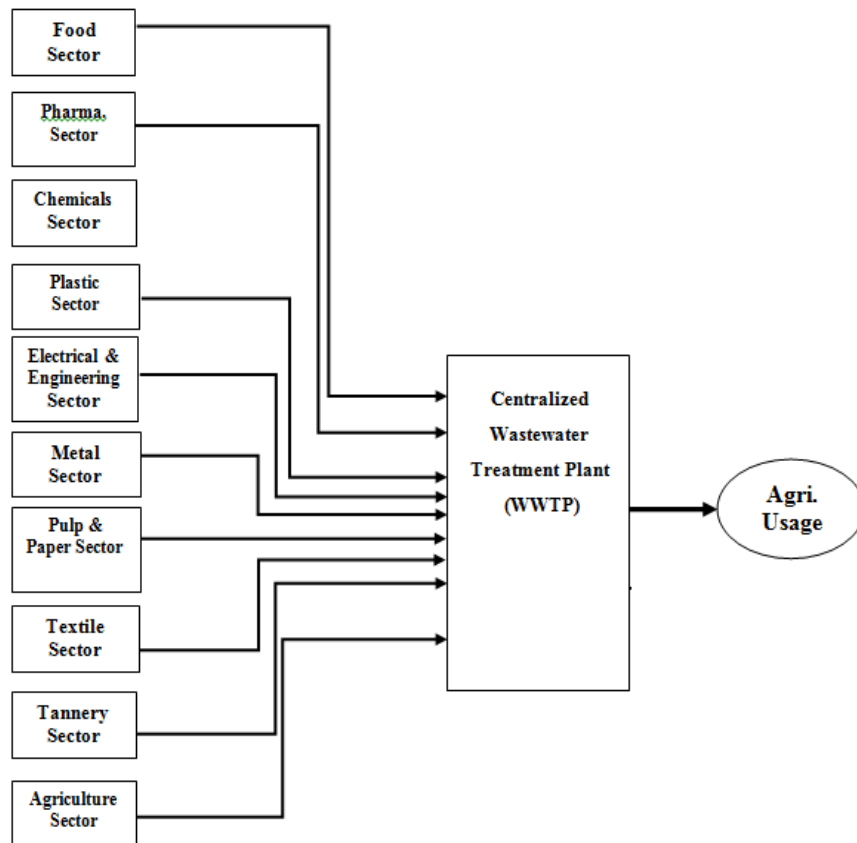 Food
Sector
Pharma.
Sector
Chemicals
Sector
Plastic
Sector
Electrical &
Engineering
Sector
Metal
Sector
Pulp &
Paper Sector
Textile
Sector
Tannery
Sector
Agriculture
Sector
Centralized
Wastewater
Treatment Plant
(WWTP)
Agri.
Usage